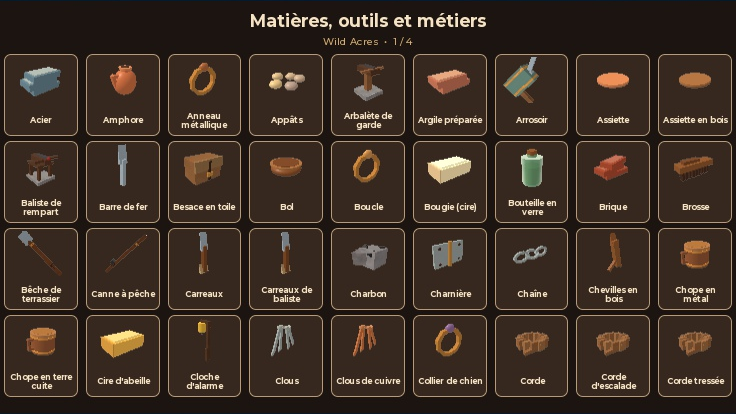 Matières, outils et métiers
Wild Acres • 1 / 4
Acier
Amphore
Anneau
métallique
Appâts
Arbalète de
garde
Argile préparée
Arrosoir
Assiette
Assiette en bois
Baliste de
rempart
Barre de fer
Besace en toile
Bol
Boucle
Bougie (cire)
Bouteille en
verre
Brique
Brosse
Bêche de
terrassier
Canne à pêche
Carreaux
Carreaux de
baliste
Charbon
Charnière
Chaîne
Chevilles en
bois
Chope en
métal
Chope en terre
cuite
Cire d'abeille
Cloche
d'alarme
Clous
Clous de cuivre
Collier de chien
Corde
Corde
d'escalade
Corde tressée